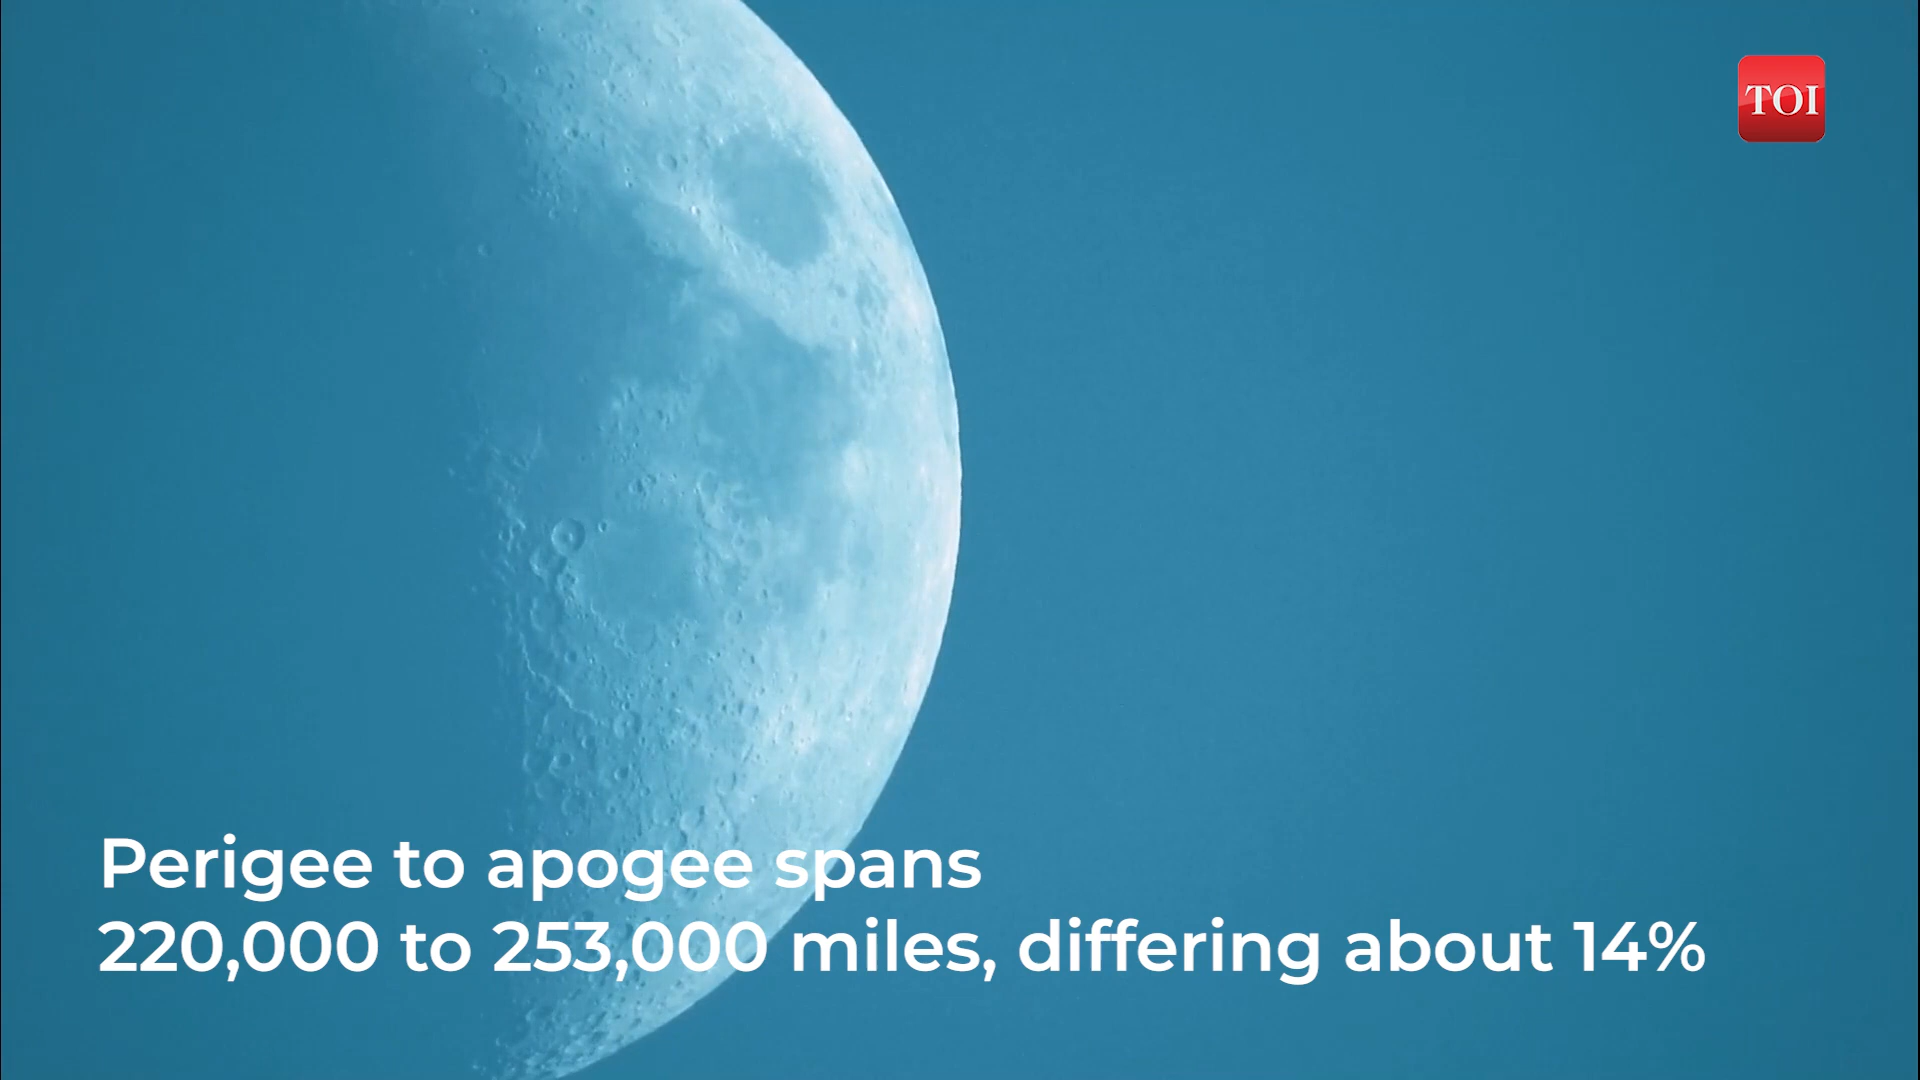 TOI
Perigee to apogee spans
220,000 to 253,000 miles, differing about 14%